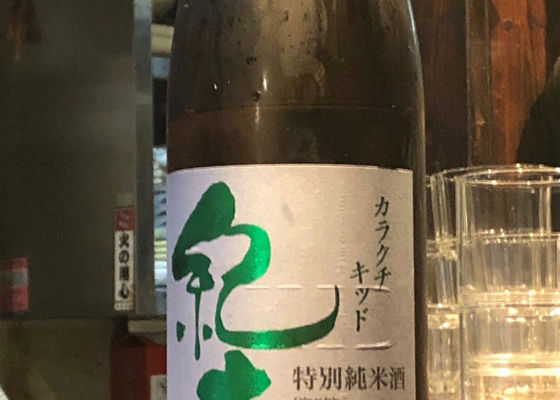 カラクチ
キッド
紀
特別純米酒
火の用心